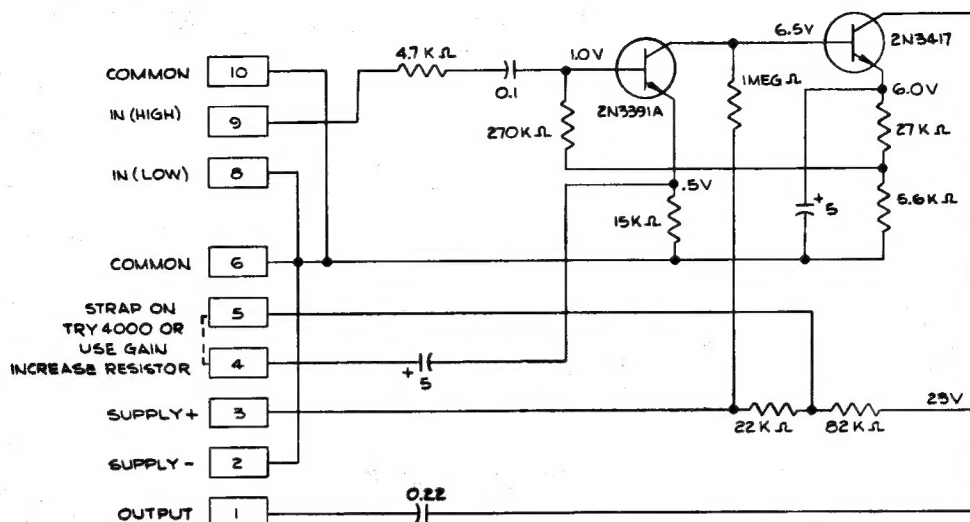 COMMON 10
IN (HIGH) 9
IN (LOW) 8
COMMON 6
STRAP ON
TRY 4000 OR
USE GAIN
INCREASE RESISTOR
5
4
SUPPLY + 3
SUPPLY - 2
OUTPUT 1
4.7 K Ω
0.1
1.0V
270K Ω
2N3391A
.5V
15K Ω
+ 5
1MEG Ω
6.5V
2N3417
6.0V
27K Ω
5.6K Ω
+ 5
22K Ω
82K Ω
25V
0.22